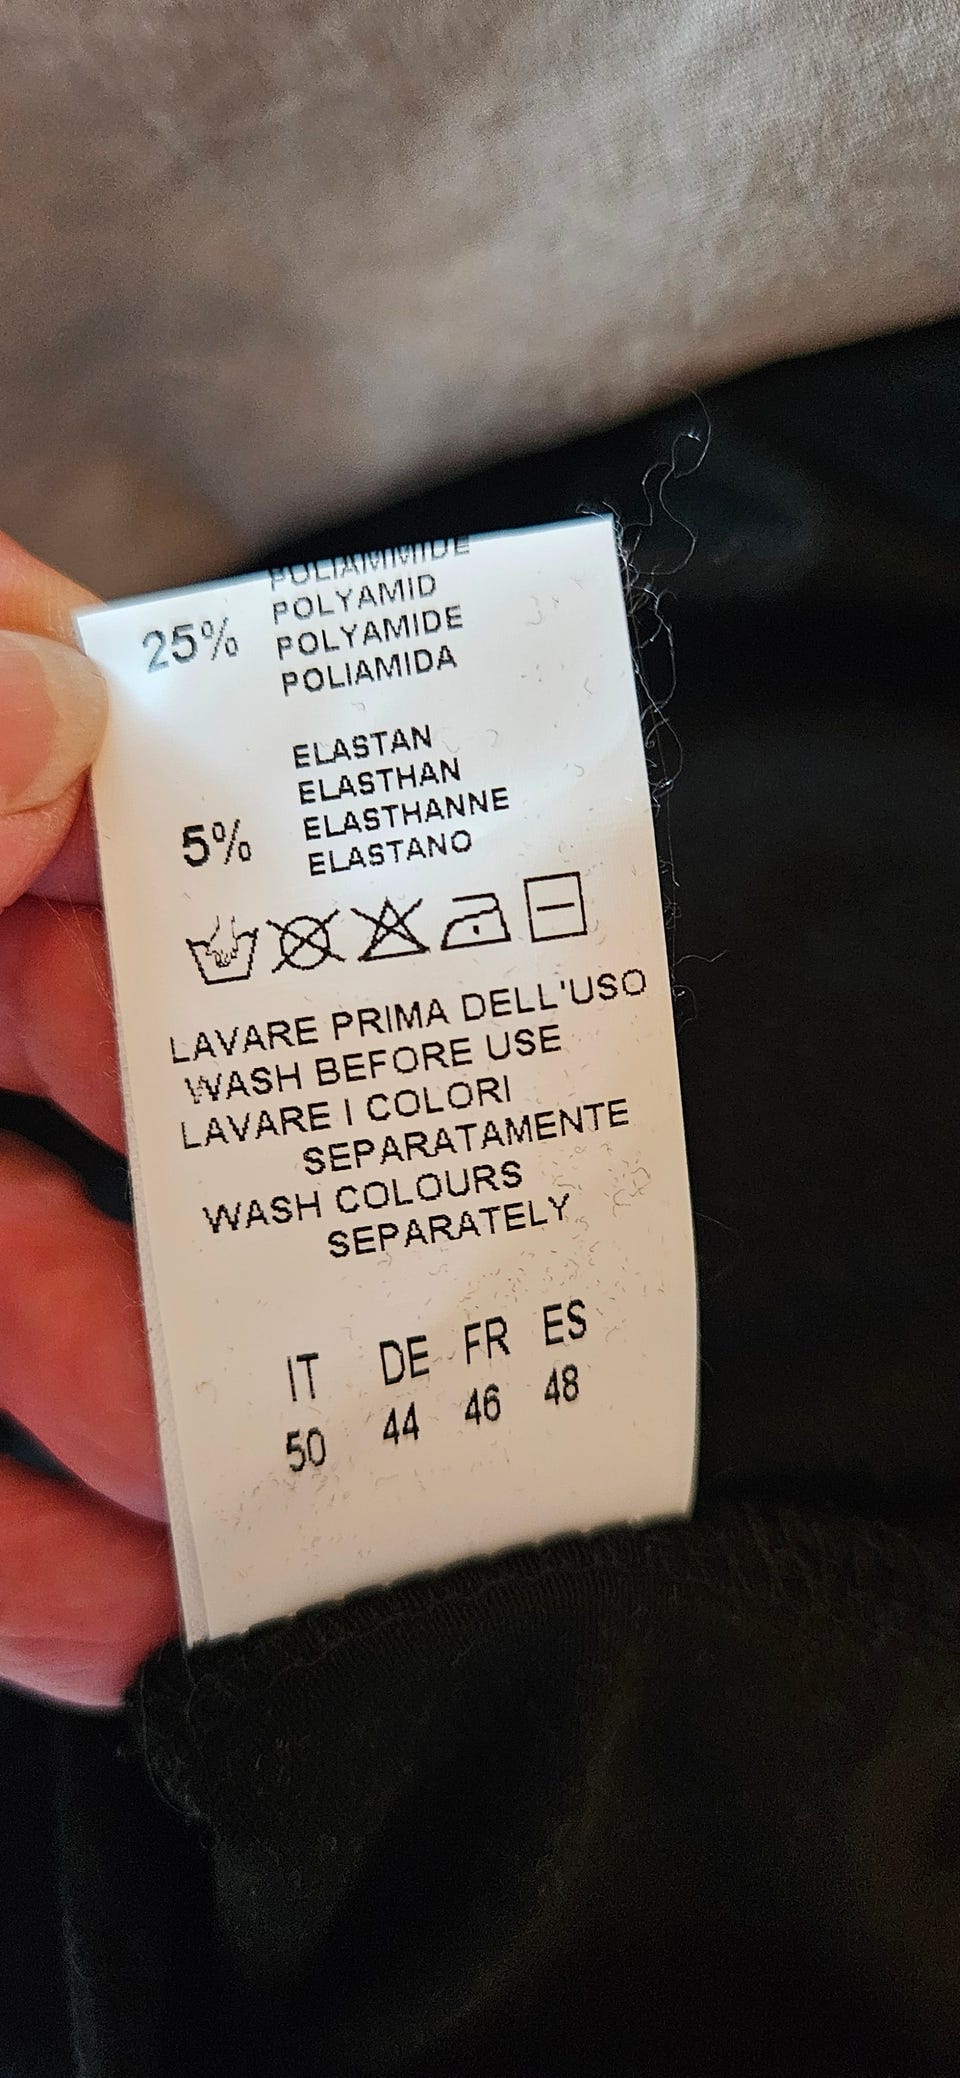 POLIAMMIDE
POLYAMID
25% POLYAMIDE
POLIAMIDA
ELASTAN
ELASTHAN
5% ELASTHANNE
ELASTANO
LAVARE PRIMA DELL'USO
WASH BEFORE USE
LAVARE I COLORI
SEPARATAMENTE
WASH COLOURS
SEPARATELY
IT DE FR ES
50 44 46 48